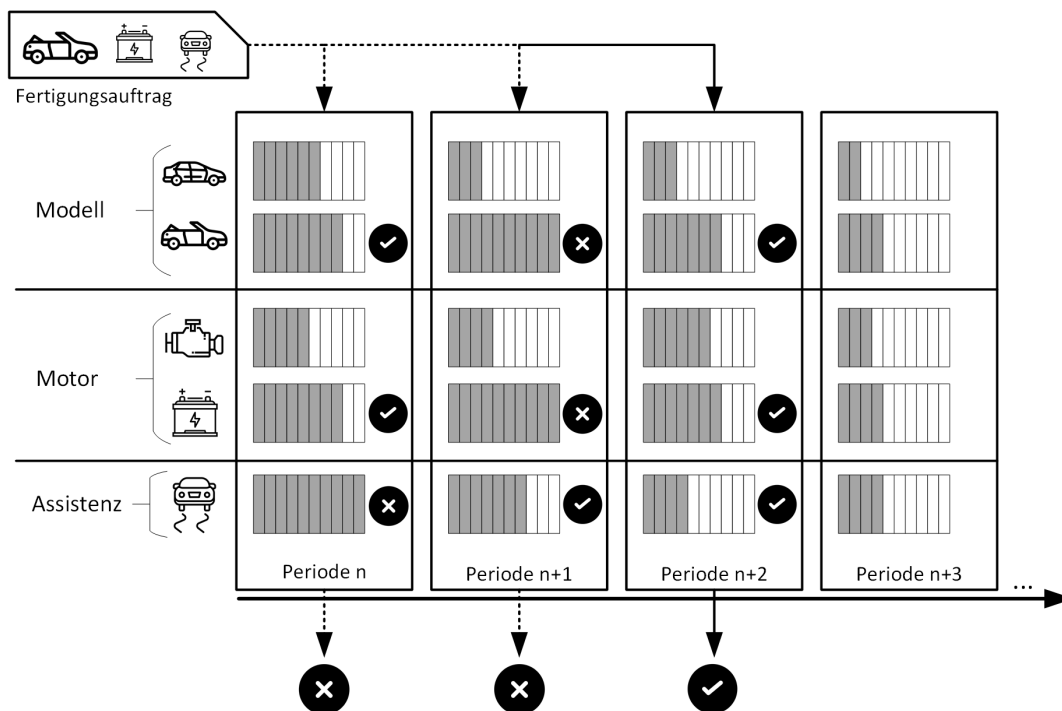 Fertigungsauftrag
Modell
Motor
Assistenz
Periode n
Periode n+1
Periode n+2
Periode n+3
...